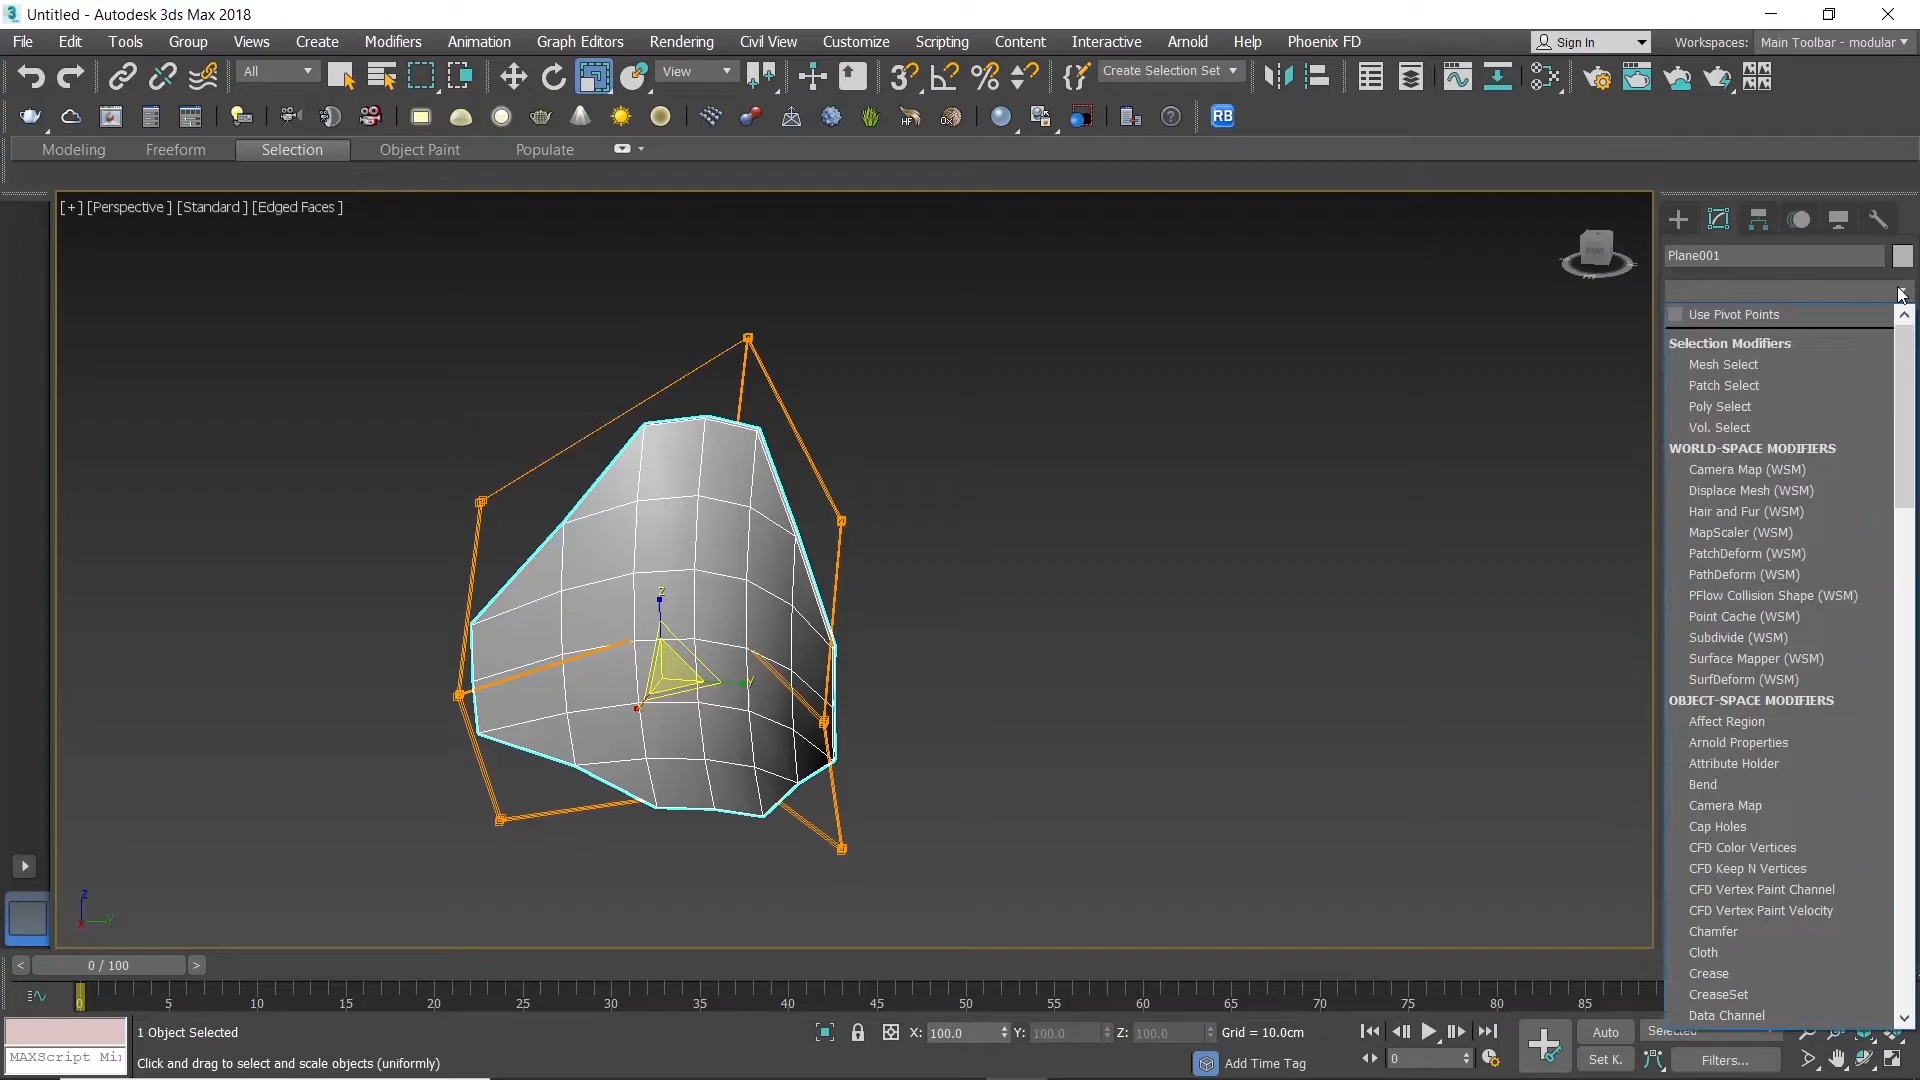 Untitled - Autodesk 3ds Max 2018
File Edit Tools Group Views Create Modifiers Animation Graph Editors Rendering Civil View Customize Scripting Content Interactive Arnold Help Phoenix FD Sign In Workspaces: Main Toolbar - modular
All View Create Selection Set
RB
Modeling Freeform Selection Object Paint Populate
[+] [Perspective ] [Standard ] [Edged Faces ]
Plane001
Use Pivot Points
Selection Modifiers
Mesh Select
Patch Select
Poly Select
Vol. Select
WORLD-SPACE MODIFIERS
Camera Map (WSM)
Displace Mesh (WSM)
Hair and Fur (WSM)
MapScaler (WSM)
PatchDeform (WSM)
PathDeform (WSM)
PFlow Collision Shape (WSM)
Point Cache (WSM)
Subdivide (WSM)
Surface Mapper (WSM)
SurfDeform (WSM)
OBJECT-SPACE MODIFIERS
Affect Region
Arnold Properties
Attribute Holder
Bend
Camera Map
Cap Holes
CFD Color Vertices
CFD Keep N Vertices
CFD Vertex Paint Channel
CFD Vertex Paint Velocity
Chamfer
Cloth
Crease
CreaseSet
Data Channel
z
y
z
y
< 0 / 100 >
0 5 10 15 20 25 30 35 40 45 50 55 60 65 70 75 80 85
1 Object Selected X: 100.0 Y: 100.0 Z: 100.0 Grid = 10.0cm Auto Selected
MAXScript Mi Click and drag to select and scale objects (uniformly) Add Time Tag 0 Set K. Filters...